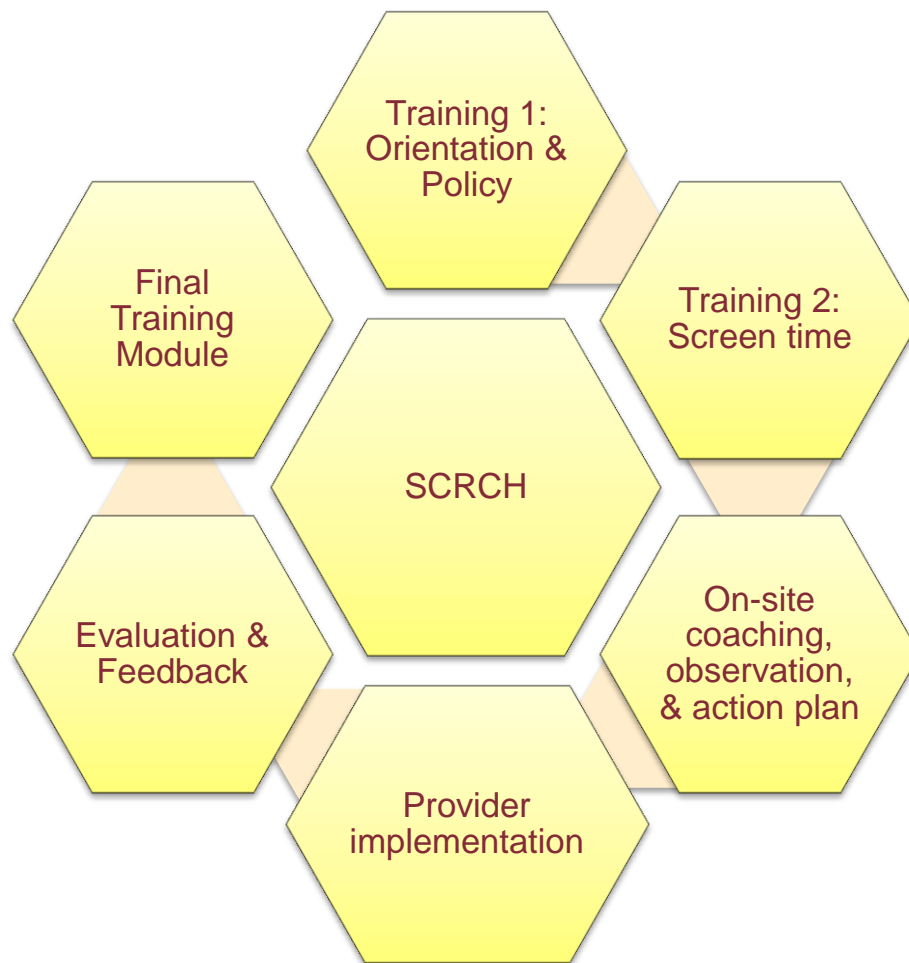 Training 1:
Orientation &
Policy
Training 2:
Screen time
On-site
coaching,
observation,
& action plan
Provider
implementation
Evaluation &
Feedback
Final
Training
Module
SCRCH